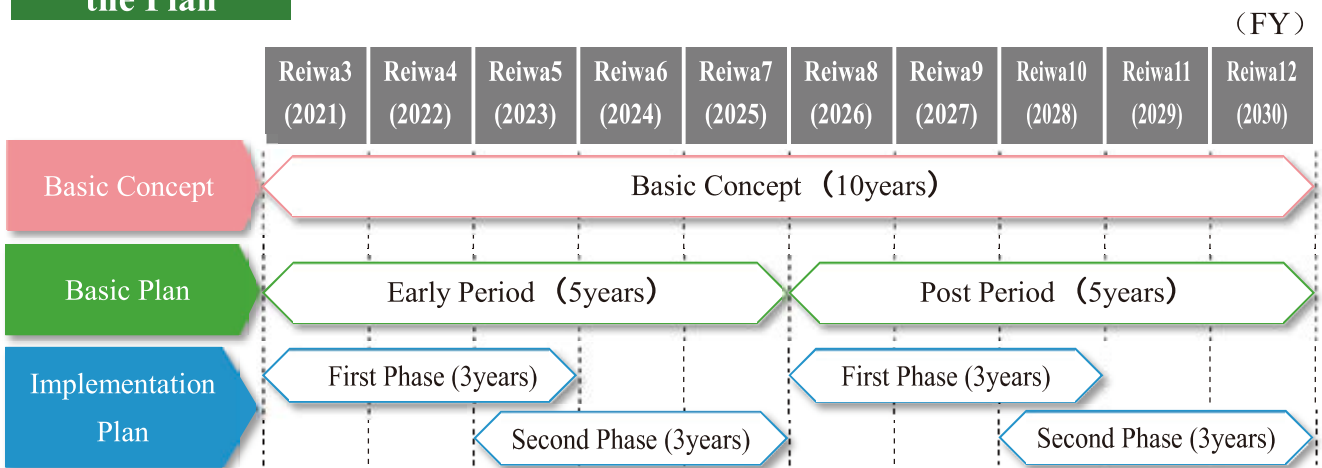 the Plan
（FY）
Reiwa3 Reiwa4 Reiwa5 Reiwa6 Reiwa7 Reiwa8 Reiwa9 Reiwa10 Reiwa11 Reiwa12
(2021) (2022) (2023) (2024) (2025) (2026) (2027) (2028) (2029) (2030)
Basic Concept
Basic Concept （10years）
Basic Plan
Early Period （5years）
Post Period （5years）
Implementation
Plan
First Phase (3years)
First Phase (3years)
Second Phase (3years)
Second Phase (3years)